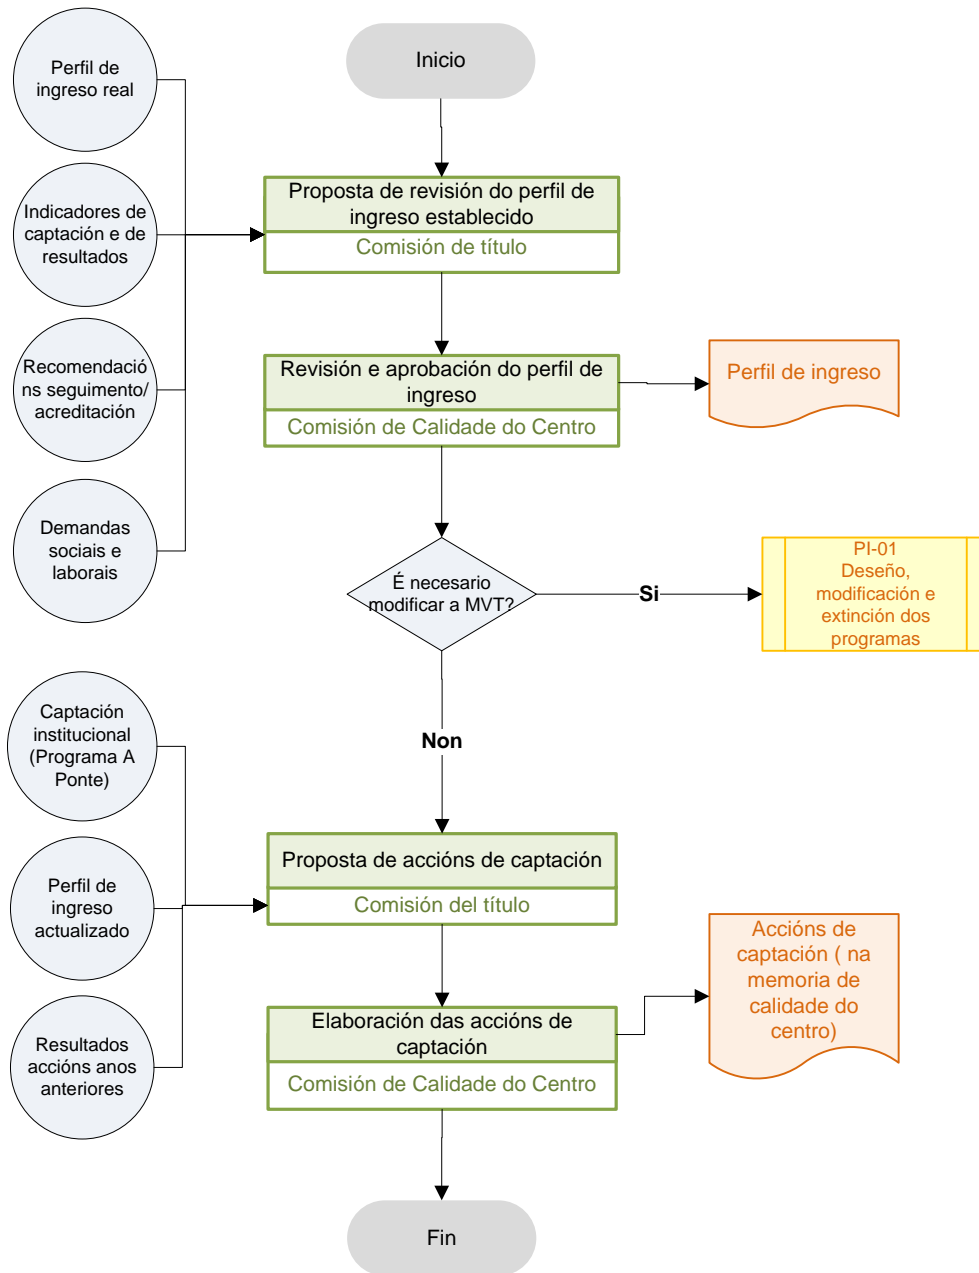 Inicio
Perfil de
ingreso real
Indicadores de
captación e de
resultados
Recomendació
ns seguimento/
acreditación
Demandas
sociais e
laborais
Proposta de revisión do perfil de
ingreso establecido
Comisión de título
Revisión e aprobación do perfil de
ingreso
Comisión de Calidade do Centro
Perfil de ingreso
É necesario
modificar a MVT?
Si
PI-01
Deseño,
modificación e
extinción dos
programas
Non
Captación
institucional
(Programa A
Ponte)
Perfil de
ingreso
actualizado
Resultados
accións anos
anteriores
Proposta de accións de captación
Comisión del título
Elaboración das accións de
captación
Comisión de Calidade do Centro
Accións de
captación ( na
memoria de
calidade do
centro)
Fin